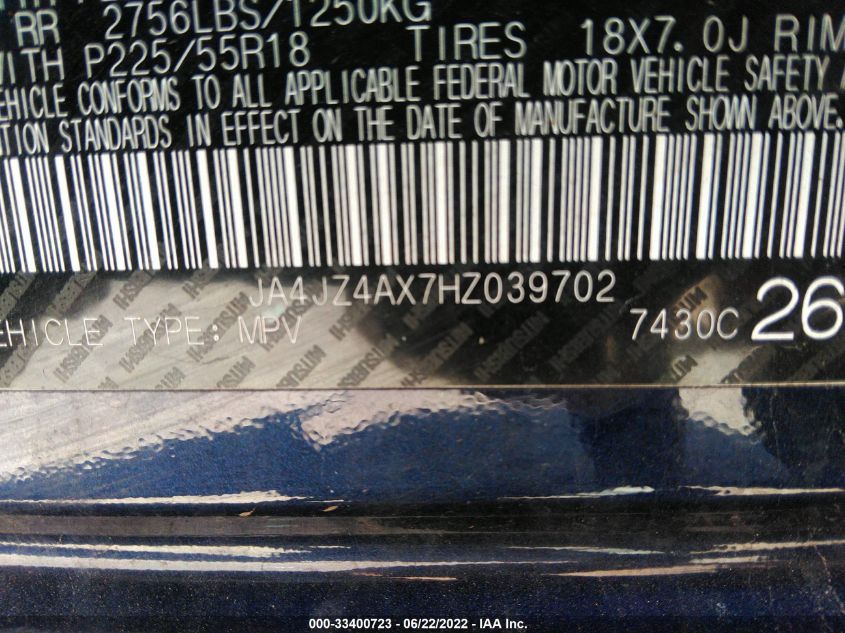 RR 2756LBS/1250KG
WITH P225/55R18 TIRES 18X7.0J RIM
VEHICLE CONFORMS TO ALL APPLICABLE FEDERAL MOTOR VEHICLE SAFETY A
TION STANDARDS IN EFFECT ON THE DATE OF MANUFACTURE SHOWN ABOVE.
JA4JZ4AX7HZ039702
VEHICLE TYPE: MPV 7430C 26
MITSUBISHI
000-33400723 - 06/22/2022 - IAA Inc.